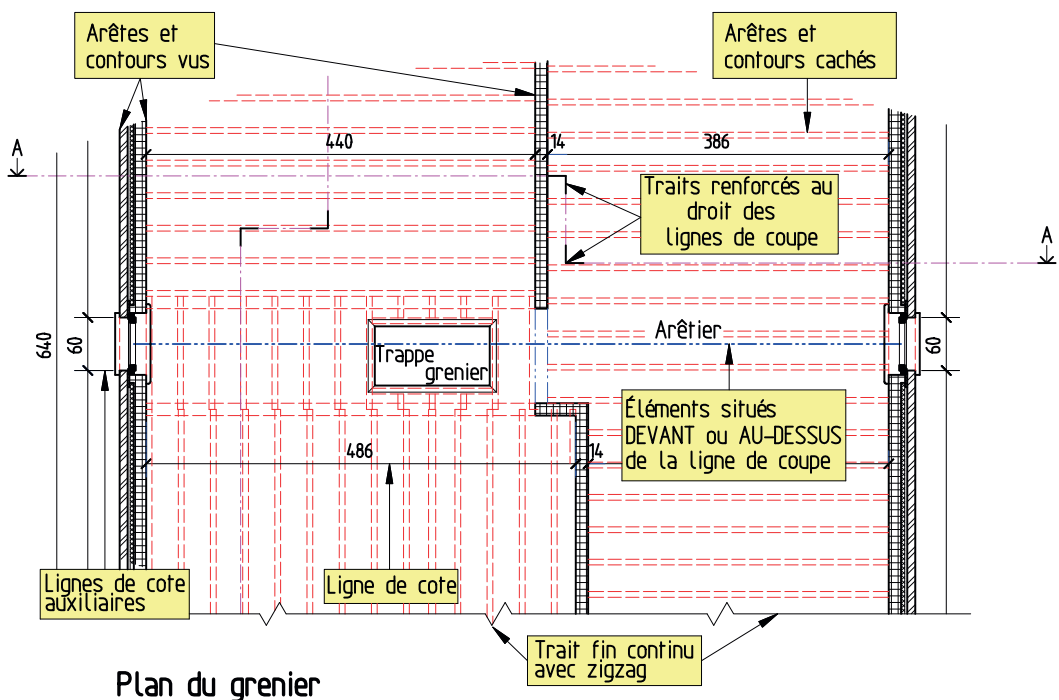 Arêtes et
contours vus
Arêtes et
contours cachés
A
440
14
386
Traits renforcés au
droit des
lignes de coupe
A
640
60
Trappe
grenier
Arêtier
60
Éléments situés
DEVANT ou AU-DESSUS
de la ligne de coupe
486
14
Lignes de cote
auxiliaires
Ligne de cote
Trait fin continu
avec zigzag
Plan du grenier